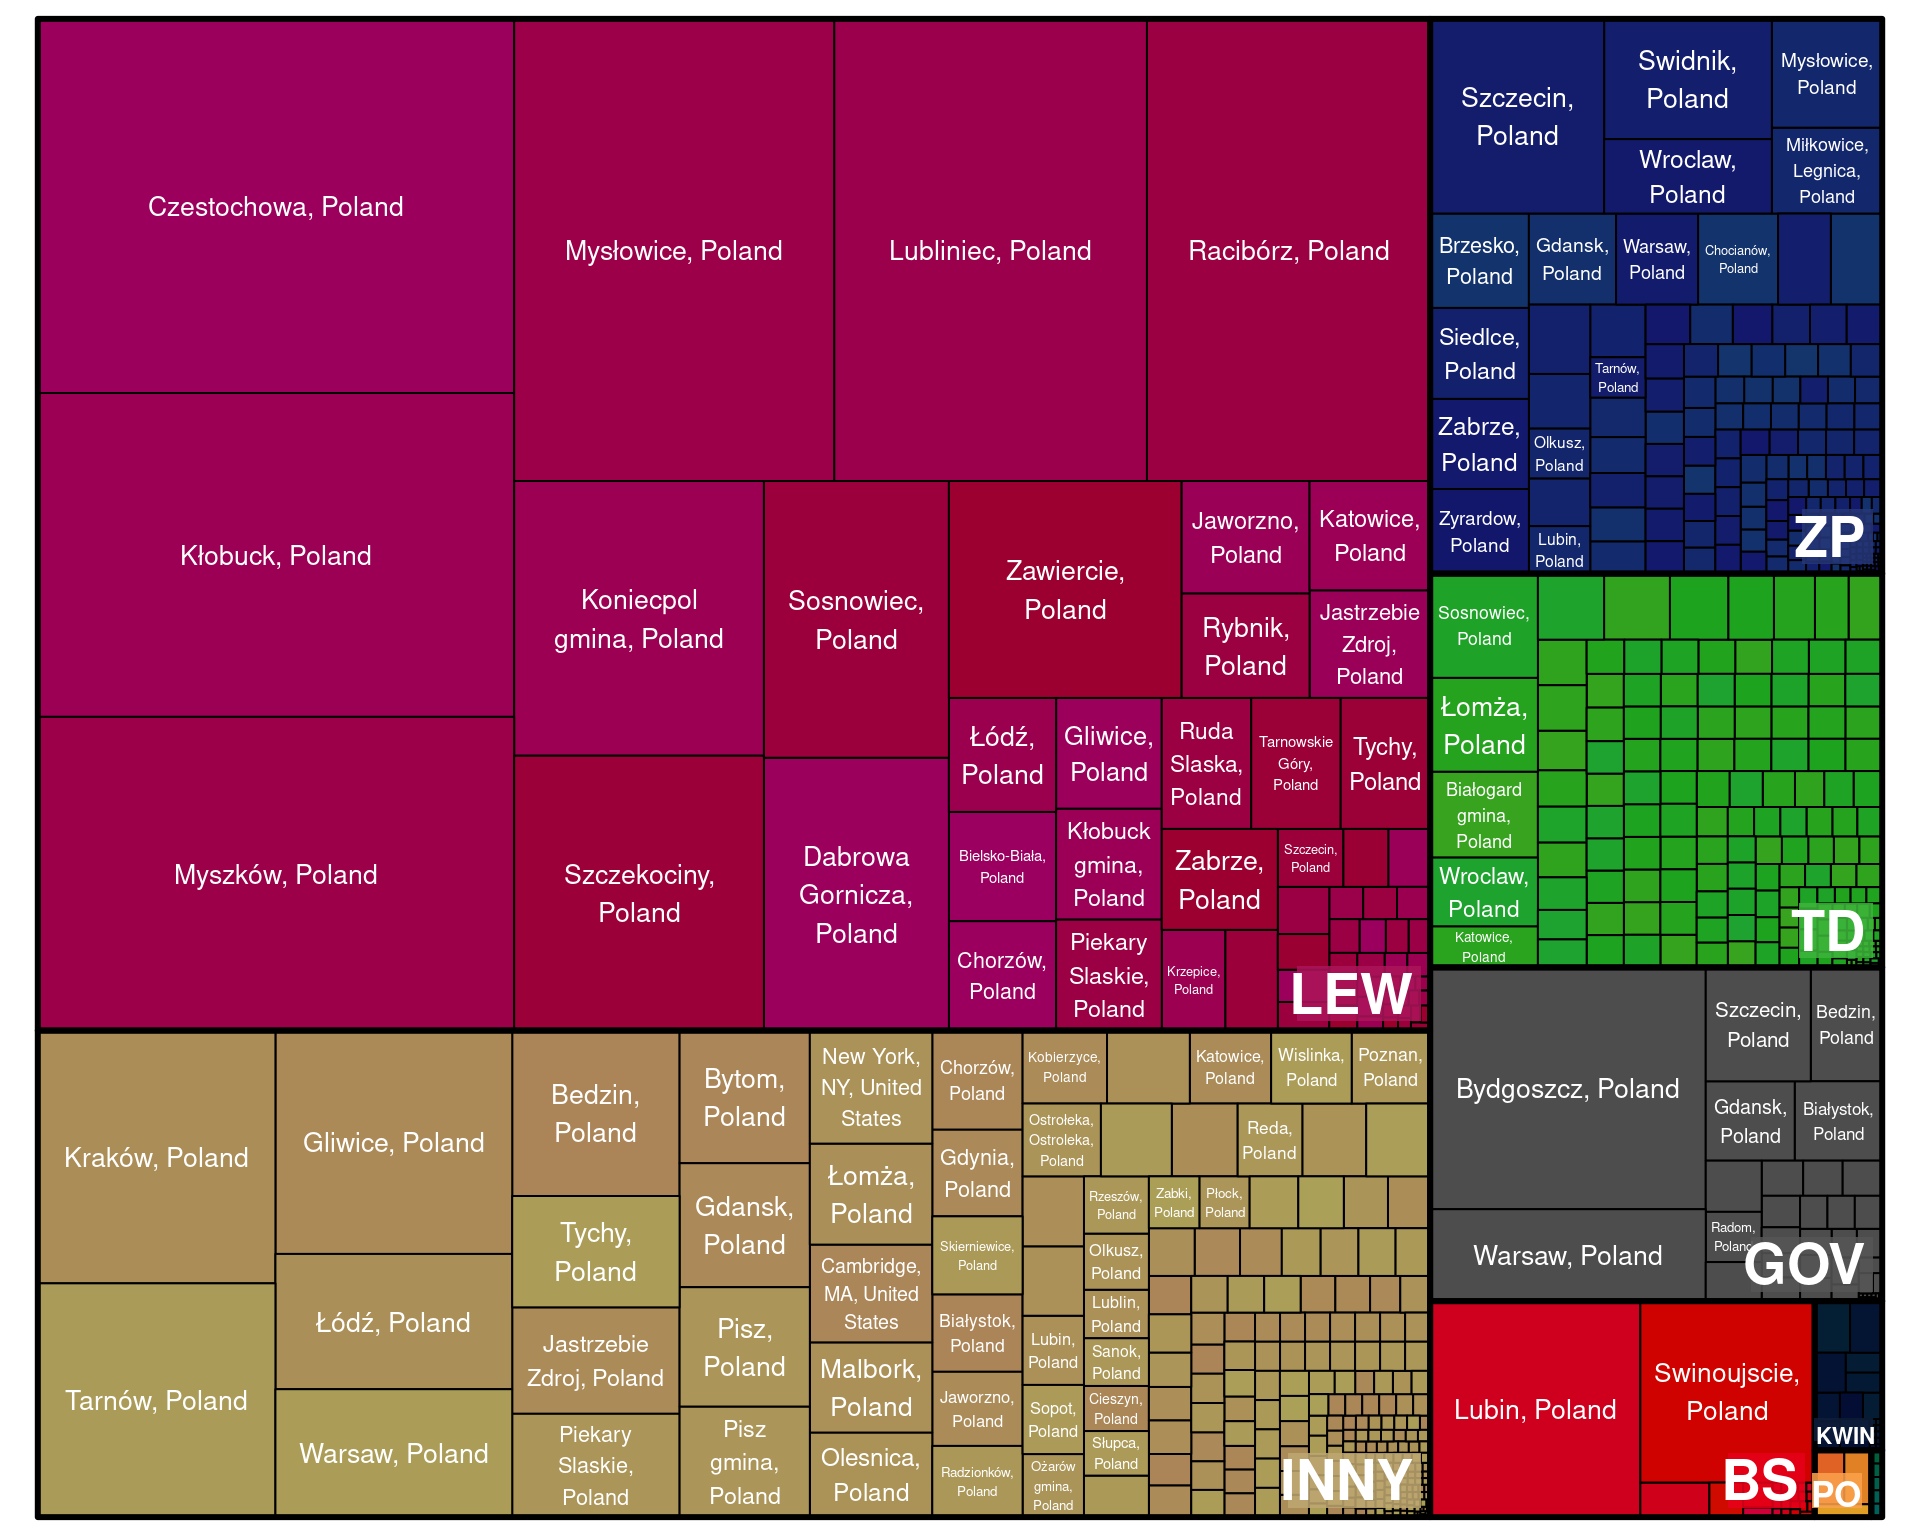 Czestochowa, Poland
Kłobuck, Poland
Myszków, Poland
Mysłowice, Poland
Lubliniec, Poland
Racibórz, Poland
Koniecpol
gmina, Poland
Szczekociny,
Poland
Sosnowiec,
Poland
Dabrowa
Gornicza,
Poland
Zawiercie,
Poland
Jaworzno,
Poland
Katowice,
Poland
Rybnik,
Poland
Jastrzebie
Zdroj,
Poland
Łódź,
Poland
Bielsko-Biała,
Poland
Chorzów,
Poland
Gliwice,
Poland
Kłobuck
gmina,
Poland
Piekary
Slaskie,
Poland
Ruda
Slaska,
Poland
Tarnowskie
Góry,
Poland
Tychy,
Poland
Zabrze,
Poland
Szczecin,
Poland
Krzepice,
Poland
LEW
Kraków, Poland
Tarnów, Poland
Gliwice, Poland
Łódź, Poland
Warsaw, Poland
Bedzin,
Poland
Tychy,
Poland
Jastrzebie
Zdroj, Poland
Piekary
Slaskie,
Poland
Bytom,
Poland
Gdansk,
Poland
Pisz,
Poland
Pisz
gmina,
Poland
New York,
NY, United
States
Łomża,
Poland
Cambridge,
MA, United
States
Malbork,
Poland
Olesnica,
Poland
Chorzów,
Poland
Gdynia,
Poland
Skierniewice,
Poland
Białystok,
Poland
Jaworzno,
Poland
Radzionków,
Poland
Kobierzyce,
Poland
Katowice,
Poland
Wislinka,
Poland
Poznan,
Poland
Ostrołeka,
Ostroleka,
Poland
Reda,
Poland
Lubin,
Poland
Sopot,
Poland
Ożarów
gmina,
Poland
Rzeszów,
Poland
Zabki,
Poland
Płock,
Poland
Olkusz,
Poland
Lublin,
Poland
Sanok,
Poland
Cieszyn,
Poland
Słupca,
Poland
INNY
Szczecin,
Poland
Swidnik,
Poland
Wroclaw,
Poland
Mysłowice,
Poland
Miłkowice,
Legnica,
Poland
Brzesko,
Poland
Gdansk,
Poland
Warsaw,
Poland
Chocianów,
Poland
Siedlce,
Poland
Zabrze,
Poland
Zyrardow,
Poland
Tarnów,
Poland
Olkusz,
Poland
Lubin,
Poland
ZP
Sosnowiec,
Poland
Łomża,
Poland
Białogard
gmina,
Poland
Wroclaw,
Poland
Katowice,
Poland
TD
Bydgoszcz, Poland
Warsaw, Poland
Szczecin,
Poland
Bedzin,
Poland
Gdansk,
Poland
Białystok,
Poland
Radom,
Poland
GOV
Lubin, Poland
Swinoujscie,
Poland
BS
KWIN
PO